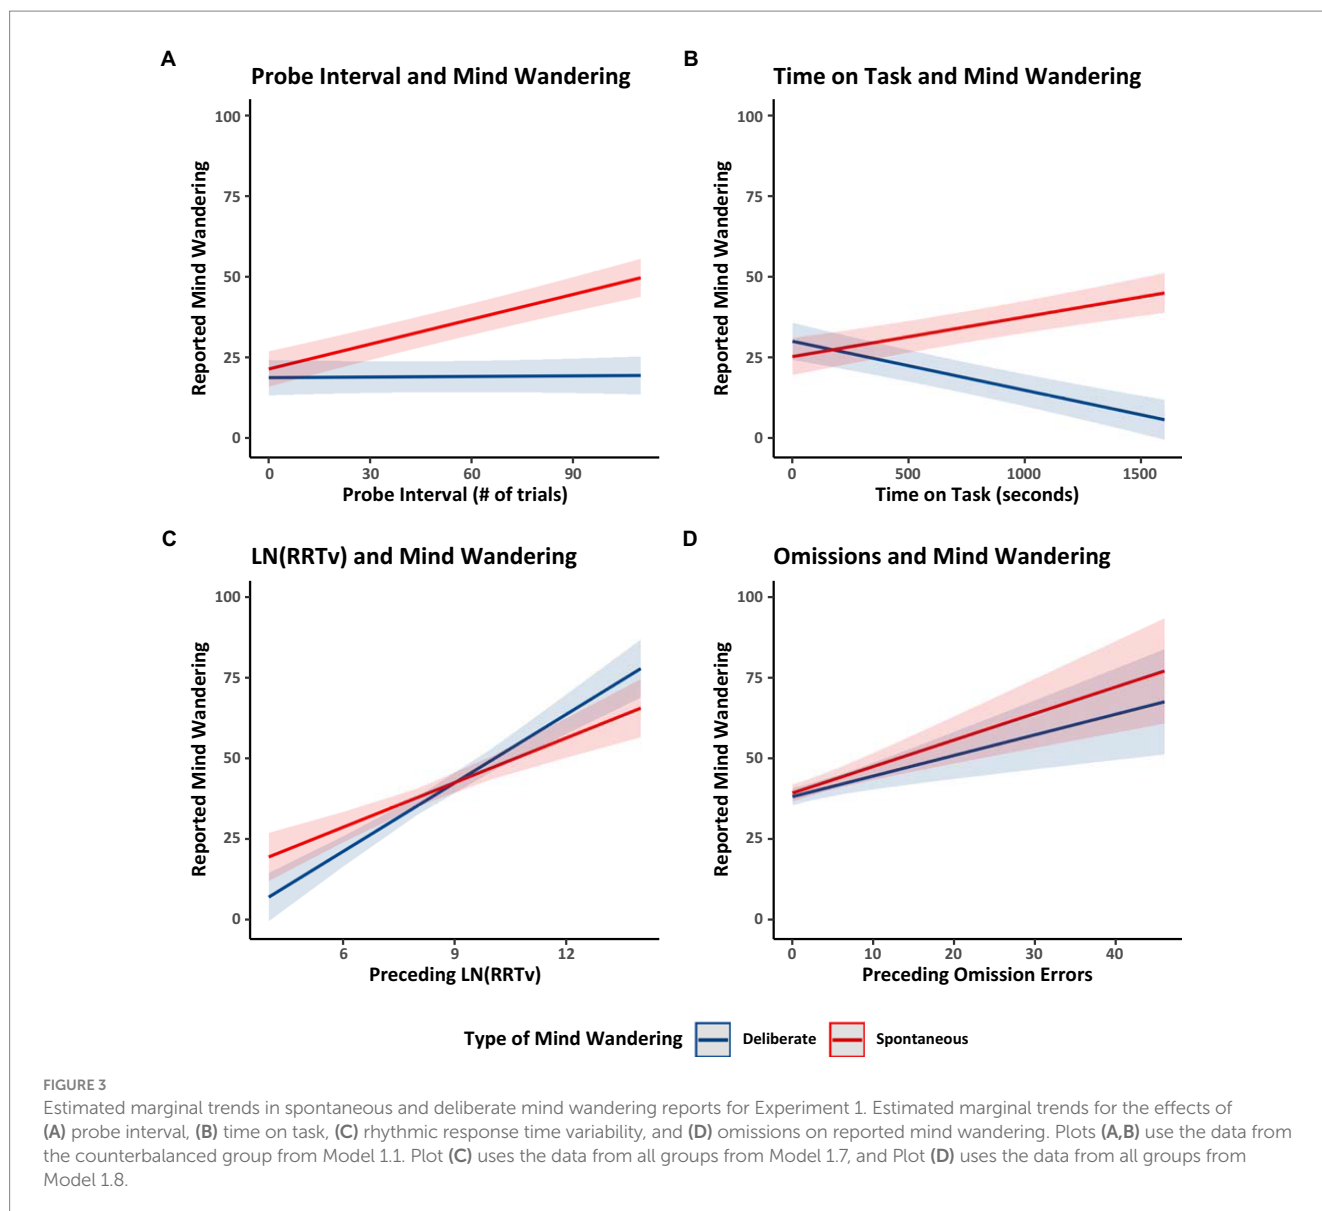 A
Probe Interval and Mind Wandering
100
75
50
25
0
Reported Mind Wandering
0 30 60 90
Probe Interval (# of trials)
B
Time on Task and Mind Wandering
100
75
50
25
0
Reported Mind Wandering
0 500 1000 1500
Time on Task (seconds)
C
LN(RRTv) and Mind Wandering
100
75
50
25
0
Reported Mind Wandering
6 9 12
Preceding LN(RRTv)
D
Omissions and Mind Wandering
100
75
50
25
0
Reported Mind Wandering
0 10 20 30 40
Preceding Omission Errors
Type of Mind Wandering Deliberate Spontaneous
FIGURE 3
Estimated marginal trends in spontaneous and deliberate mind wandering reports for Experiment 1. Estimated marginal trends for the effects of
(A) probe interval, (B) time on task, (C) rhythmic response time variability, and (D) omissions on reported mind wandering. Plots (A,B) use the data from
the counterbalanced group from Model 1.1. Plot (C) uses the data from all groups from Model 1.7, and Plot (D) uses the data from all groups from
Model 1.8.